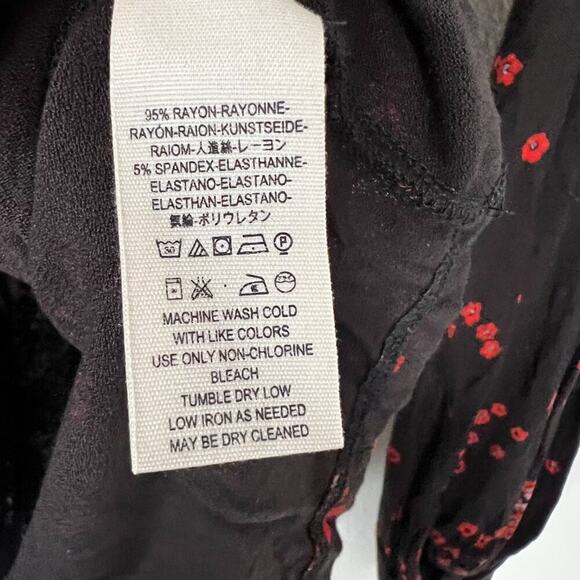 95% RAYON-RAYONNE-
RAYÓN-RAION-KUNSTSEIDE-
RAIOM-人造絲-レーヨン
5% SPANDEX-ELASTHANNE-
ELASTANO-ELASTANO-
ELASTHAN-ELASTAN-
氨綸-ポリウレタン
30
P
MACHINE WASH COLD
WITH LIKE COLORS
USE ONLY NON-CHLORINE
BLEACH
TUMBLE DRY LOW
LOW IRON AS NEEDED
MAY BE DRY CLEANED